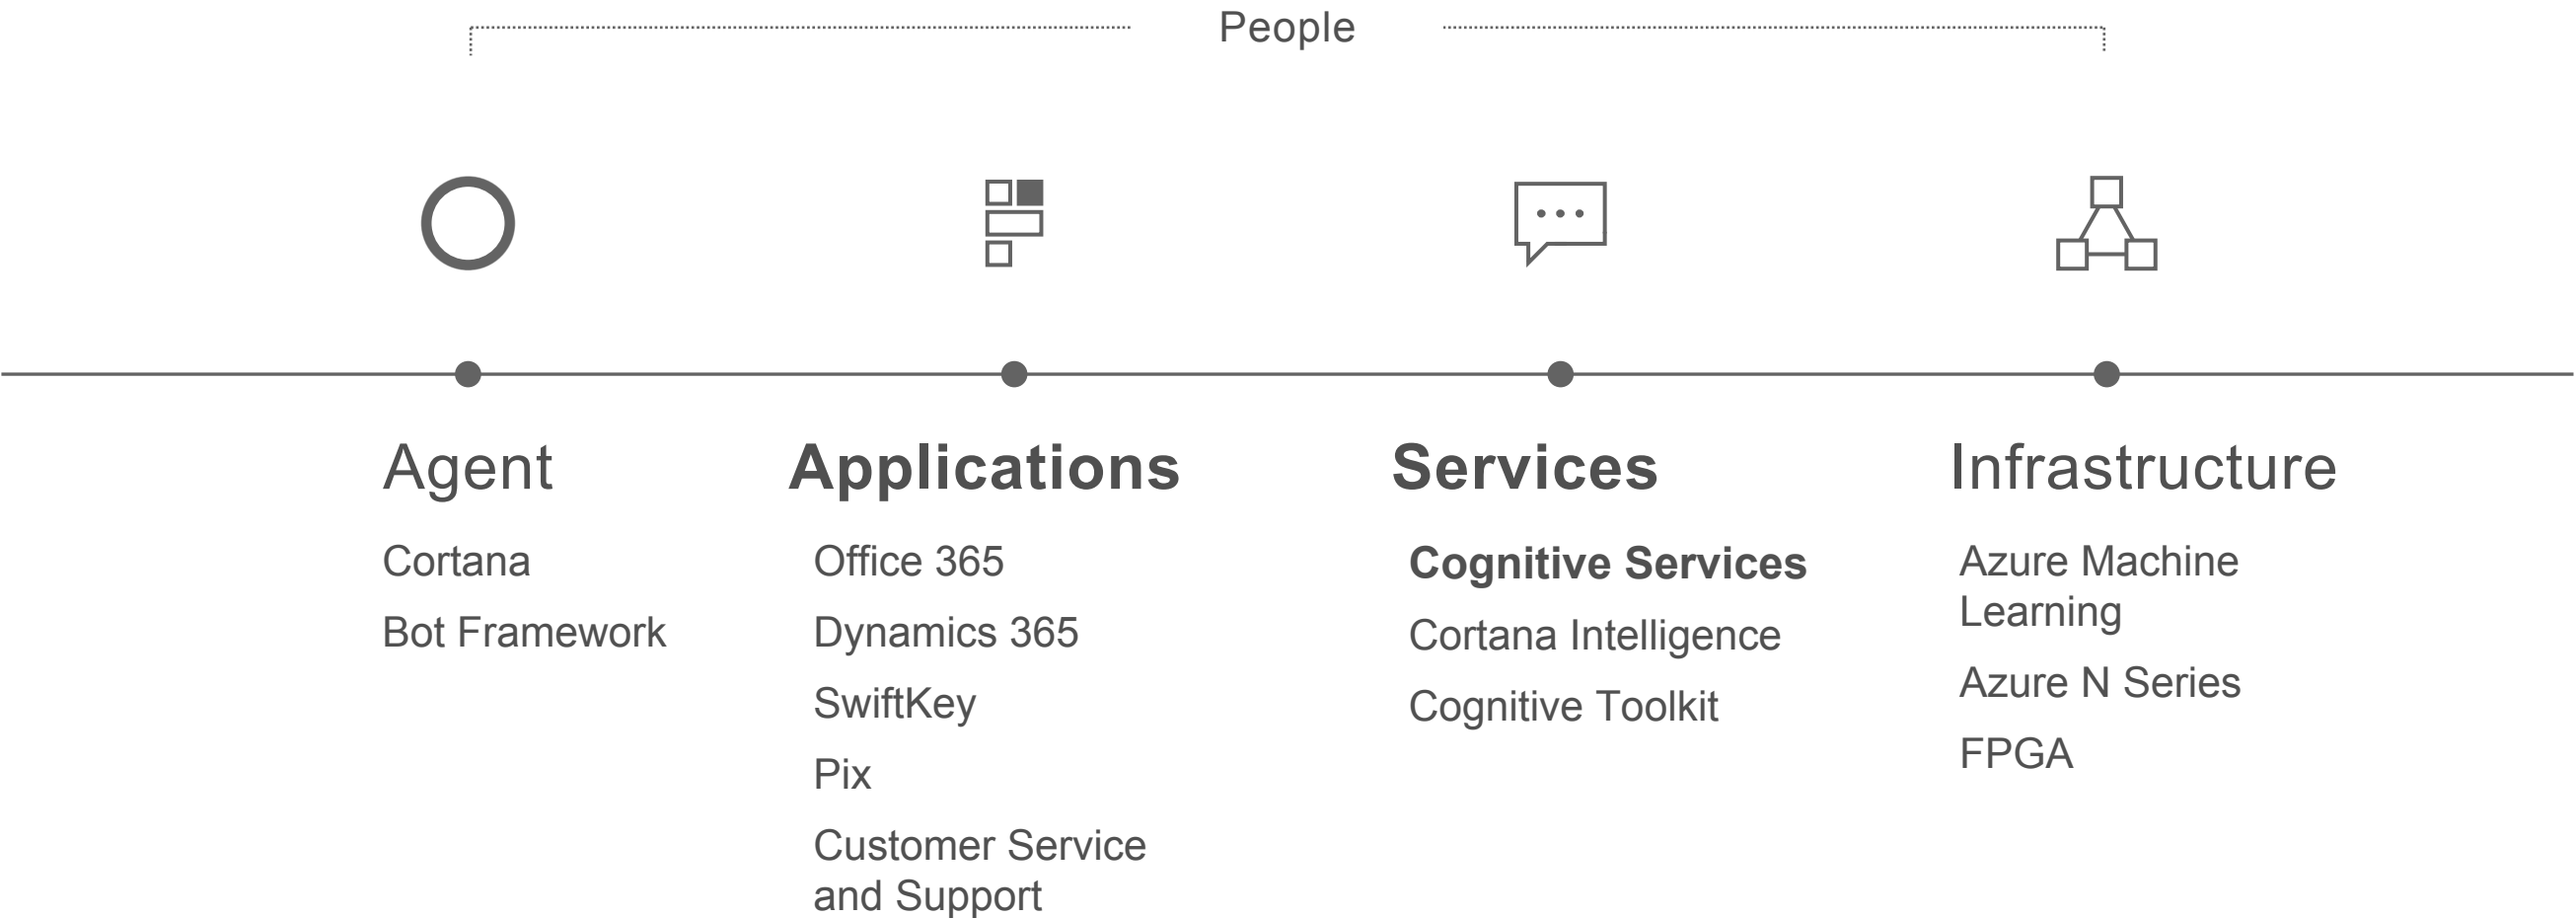 People
Agent
Cortana
Bot Framework
Applications
Office 365
Dynamics 365
SwiftKey
Pix
Customer Service
and Support
Services
Cognitive Services
Cortana Intelligence
Cognitive Toolkit
Infrastructure
Azure Machine
Learning
Azure N Series
FPGA